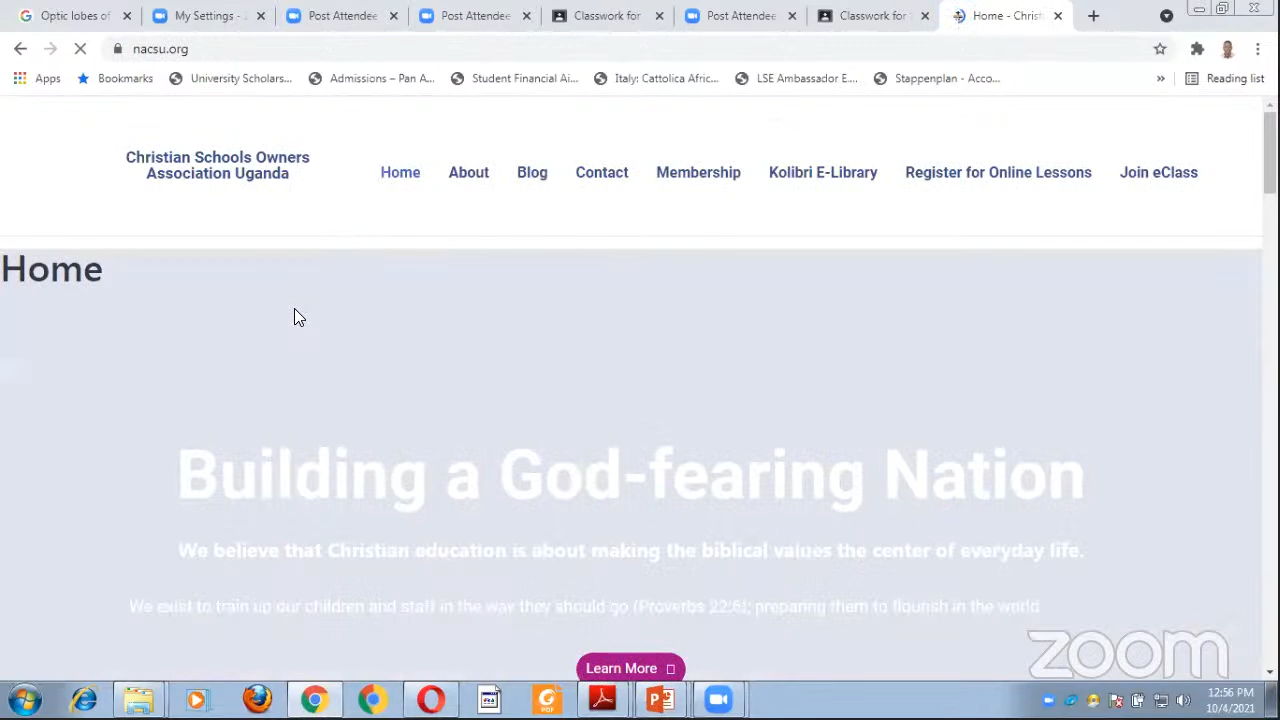 Optic lobes of
My Settings - Z
Post Attendee
Post Attendee
Classwork for
Post Attendee
Classwork for
Home - Christ
nacsu.org
Apps
Bookmarks
University Scholars...
Admissions – Pan A...
Student Financial Ai...
Italy: Cattolica Afric...
LSE Ambassador E....
Stappenplan - Acco...
»
Reading list
Christian Schools Owners
Association Uganda
Home
About
Blog
Contact
Membership
Kolibri E-Library
Register for Online Lessons
Join eClass
Home
Building a God-fearing Nation
We believe that Christian education is about making the biblical values the center of everyday life.
We exist to train up our children and staff in the way they should go (Proverbs 22:6); preparing them to flourish in the world
Learn More
zoom
12:56 PM
10/4/2021